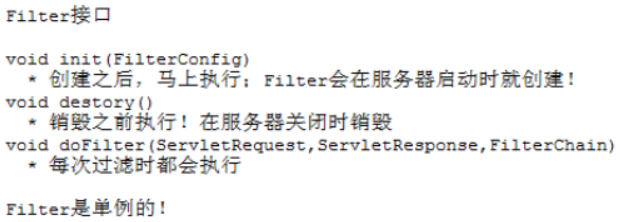 Filter接口
void init(FilterConfig)
* 创建之后，马上执行；Filter会在服务器启动时就创建！
void destory()
* 销毁之前执行！在服务器关闭时销毁
void doFilter(ServletRequest,ServletResponse,FilterChain)
* 每次过滤时都会执行
Filter是单例的！